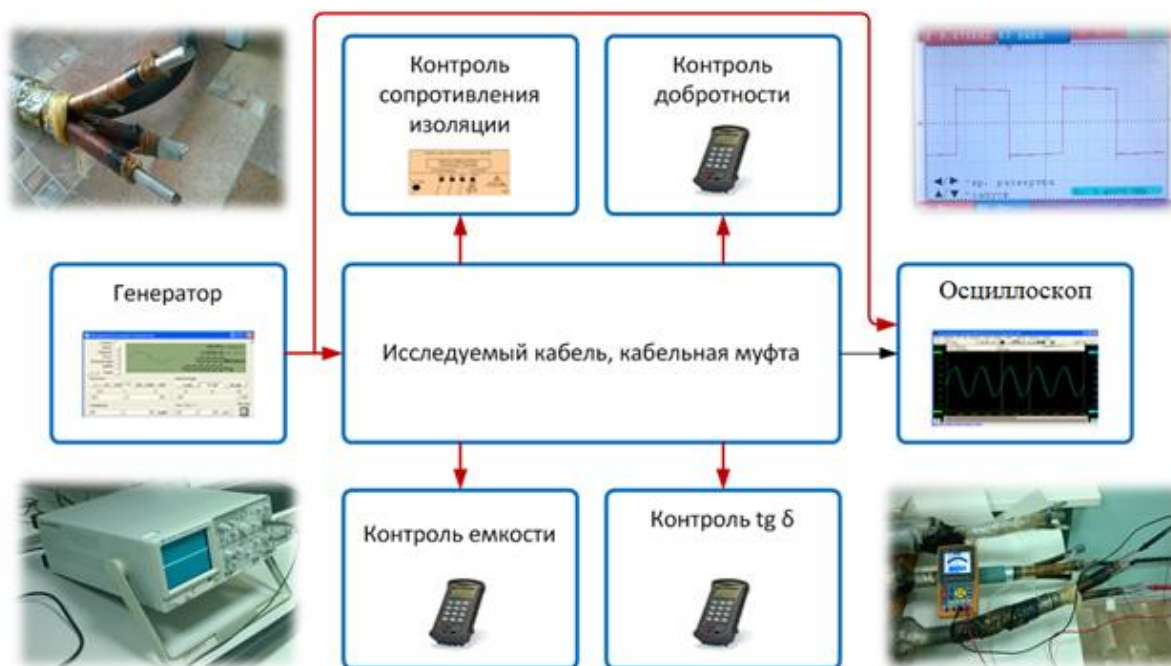 Контроль
сопротивления
изоляции
Контроль
добротности
Генератор
Исследуемый кабель, кабельная муфта
Осциллоскоп
Контроль емкости
Контроль tg δ